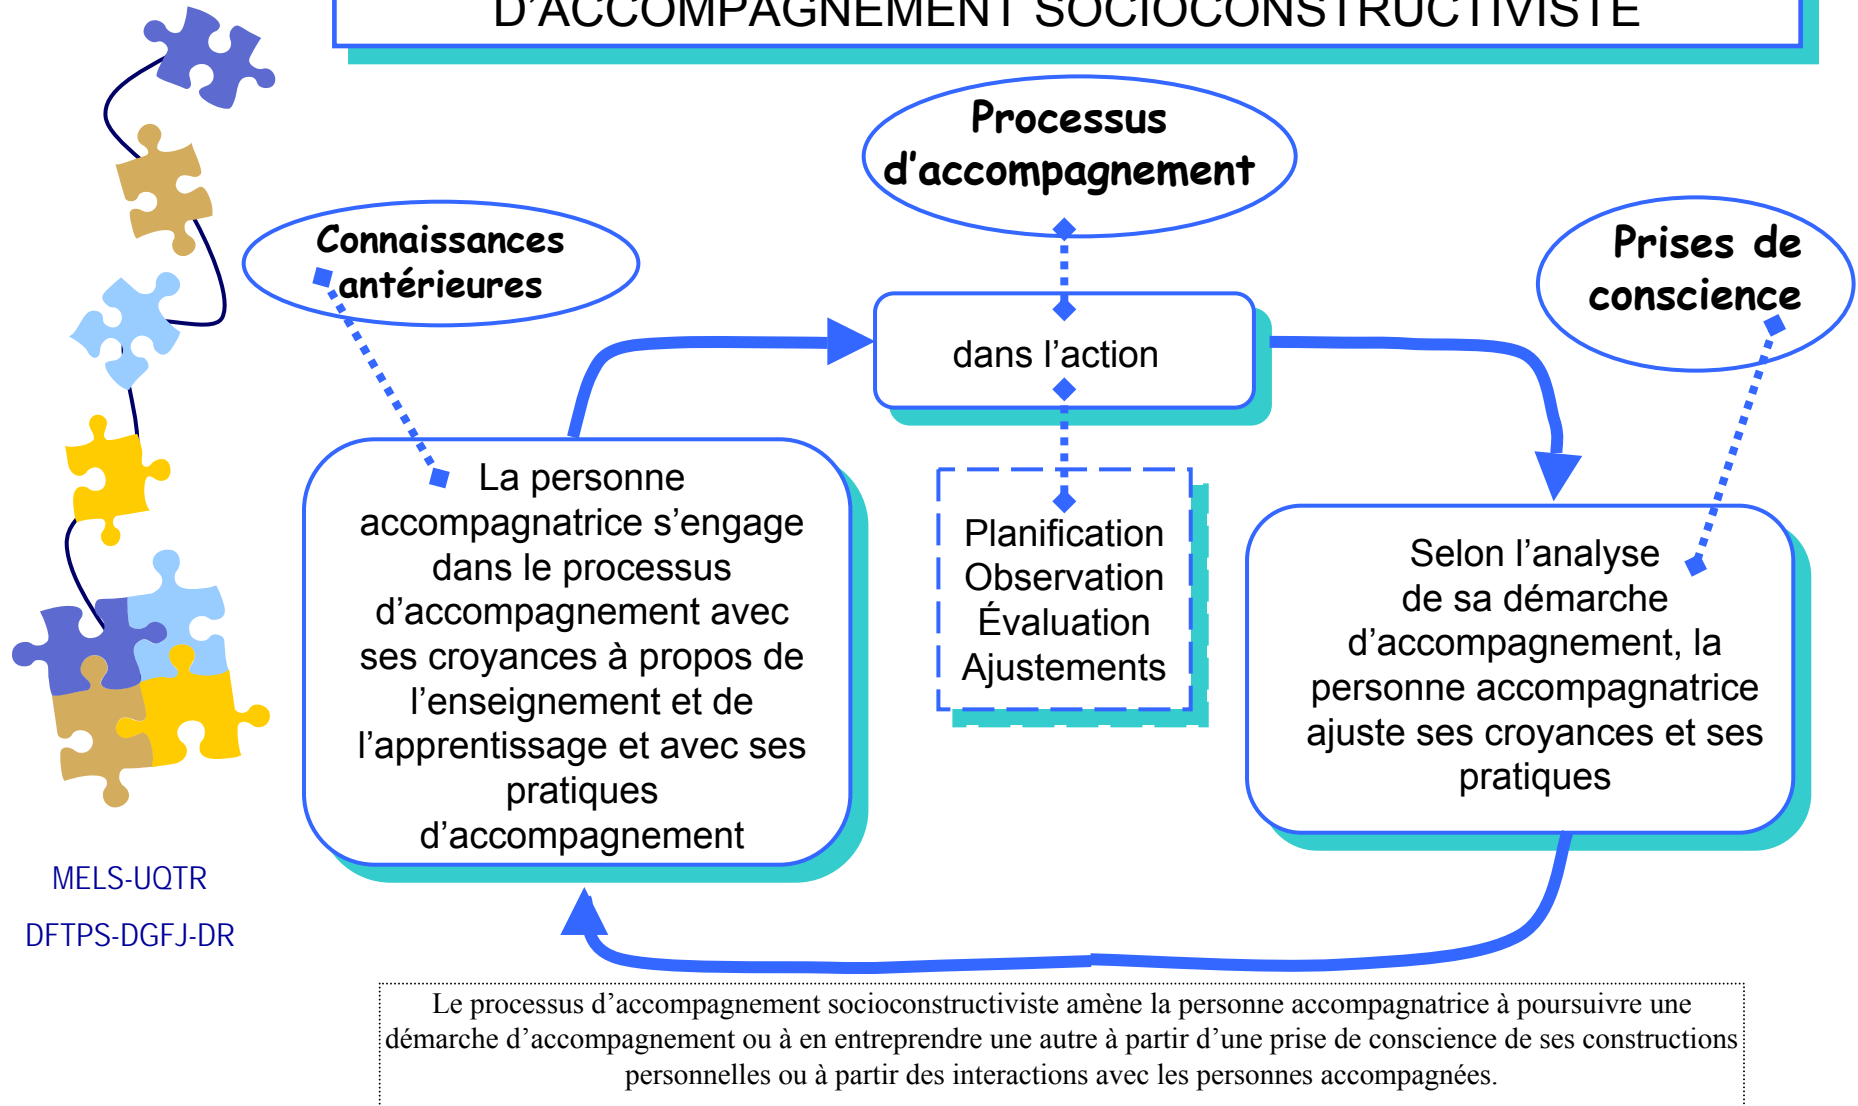 D’ACCOMPAGNEMENT SOCIOCONSTRUCTIVISTE
Processus
d’accompagnement
Connaissances
antérieures
Prises de
conscience
dans l’action
La personne
accompagnatrice s’engage
dans le processus
d’accompagnement avec
ses croyances à propos de
l’enseignement et de
l’apprentissage et avec ses
pratiques
d’accompagnement
Planification
Observation
Évaluation
Ajustements
Selon l’analyse
de sa démarche
d’accompagnement, la
personne accompagnatrice
ajuste ses croyances et ses
pratiques
MELS-UQTR
DFTPS-DGFJ-DR
Le processus d’accompagnement socioconstructiviste amène la personne accompagnatrice à poursuivre une
démarche d’accompagnement ou à en entreprendre une autre à partir d’une prise de conscience de ses constructions
personnelles ou à partir des interactions avec les personnes accompagnées.